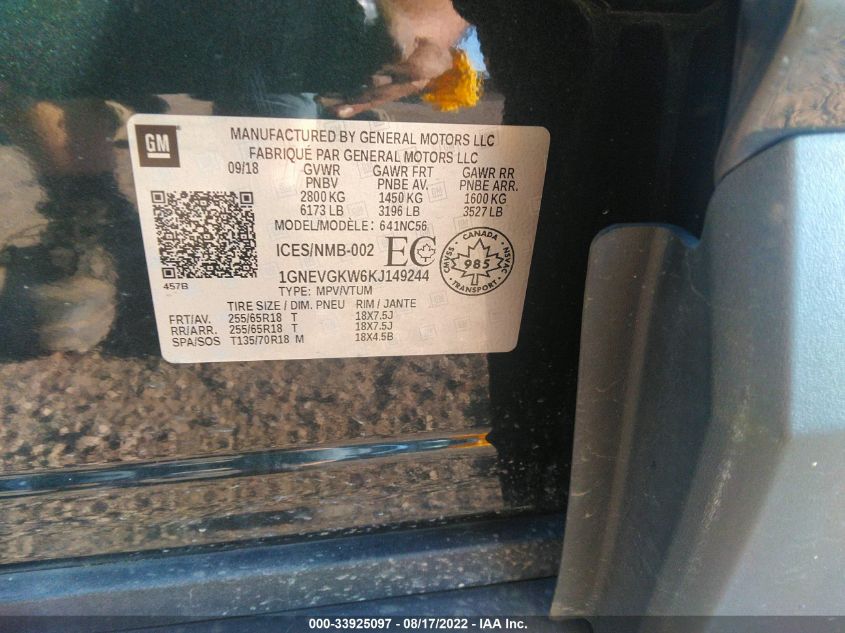 GM
MANUFACTURED BY GENERAL MOTORS LLC
FABRIQUÉ PAR GENERAL MOTORS LLC
09/18 GVWR GAWR FRT GAWR RR
PNBV PNBE AV. PNBE ARR.
2800 KG 1450 KG 1600 KG
6173 LB 3196 LB 3527 LB
MODEL/MODÈLE: 641NC56
ICES/NMB-002 EC
CANADA
CMVSS 985 NSVAC
TRANSPORT
457B
1GNEVGKW6KJ149244
TYPE: MPV/VTUM
TIRE SIZE / DIM. PNEU RIM / JANTE
FRT/AV. 255/65R18 T 18X7.5J
RR/ARR. 255/65R18 T 18X7.5J
SPA/SOS T135/70R18 M 18X4.5B
000-33925097 - 08/17/2022 - IAA Inc.